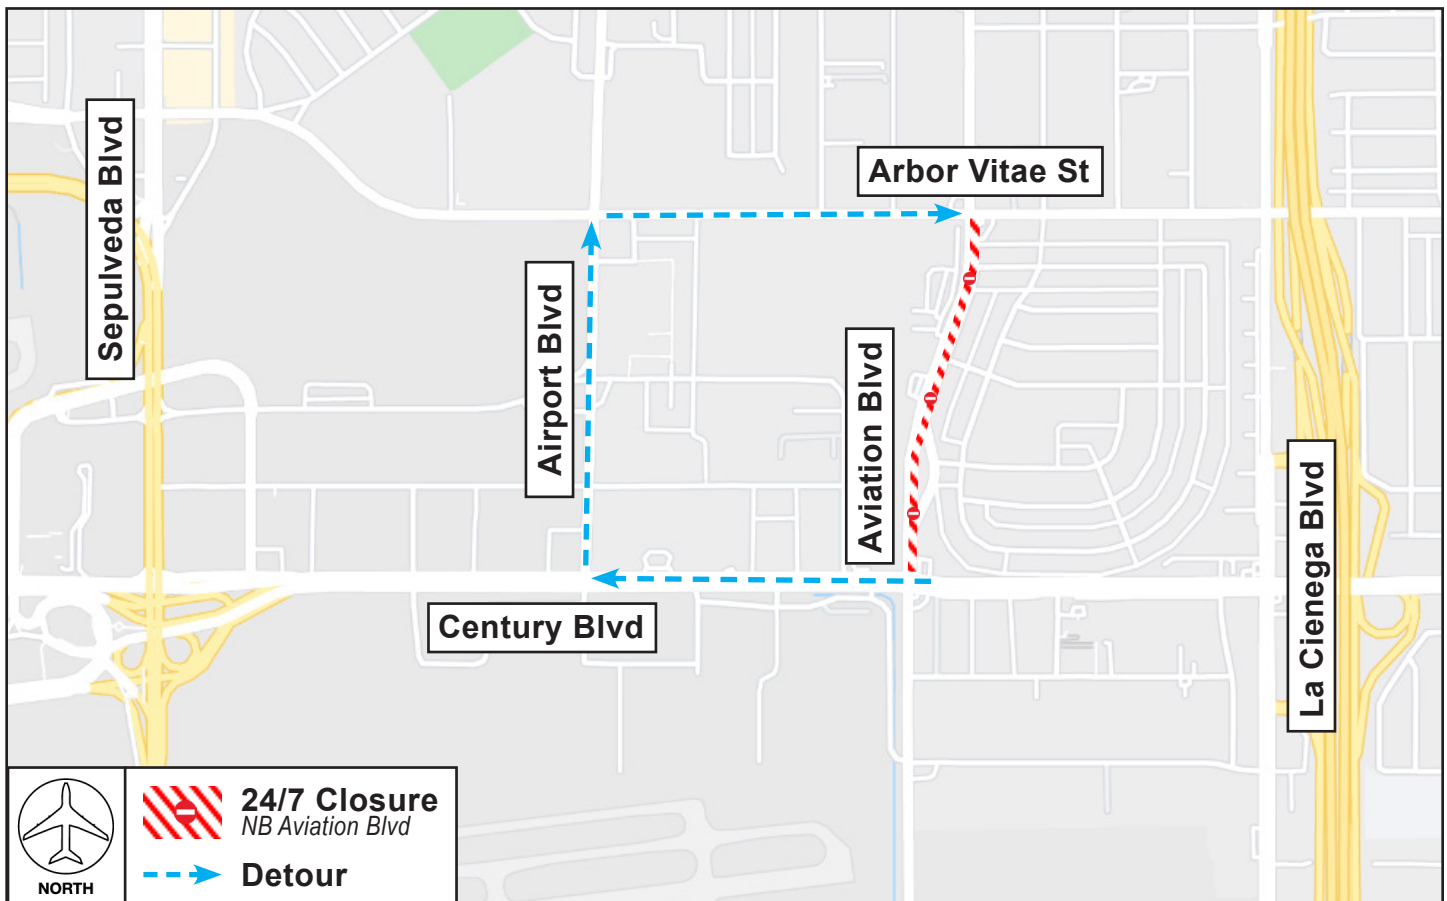 Sepulveda Blvd
Arbor Vitae St
Airport Blvd
Aviation Blvd
La Cienega Blvd
Century Blvd
NORTH
24/7 Closure
NB Aviation Blvd
Detour